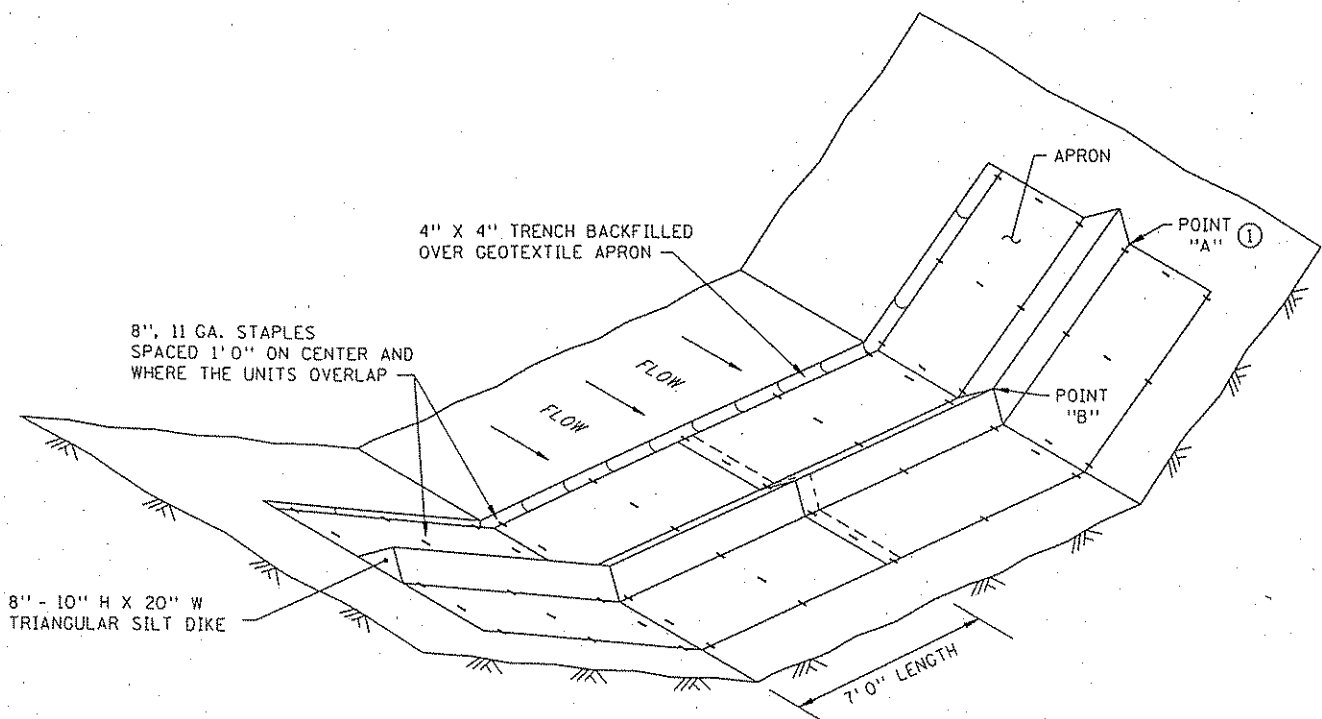 APRON
4" X 4" TRENCH BACKFILLED
OVER GEOTEXTILE APRON
POINT
"A" ①
8", 11 GA. STAPLES
SPACED 1'0" ON CENTER AND
WHERE THE UNITS OVERLAP
FLOW
FLOW
POINT
"B"
8" - 10" H X 20" W
TRIANGULAR SILT DIKE
7'0" LENGTH